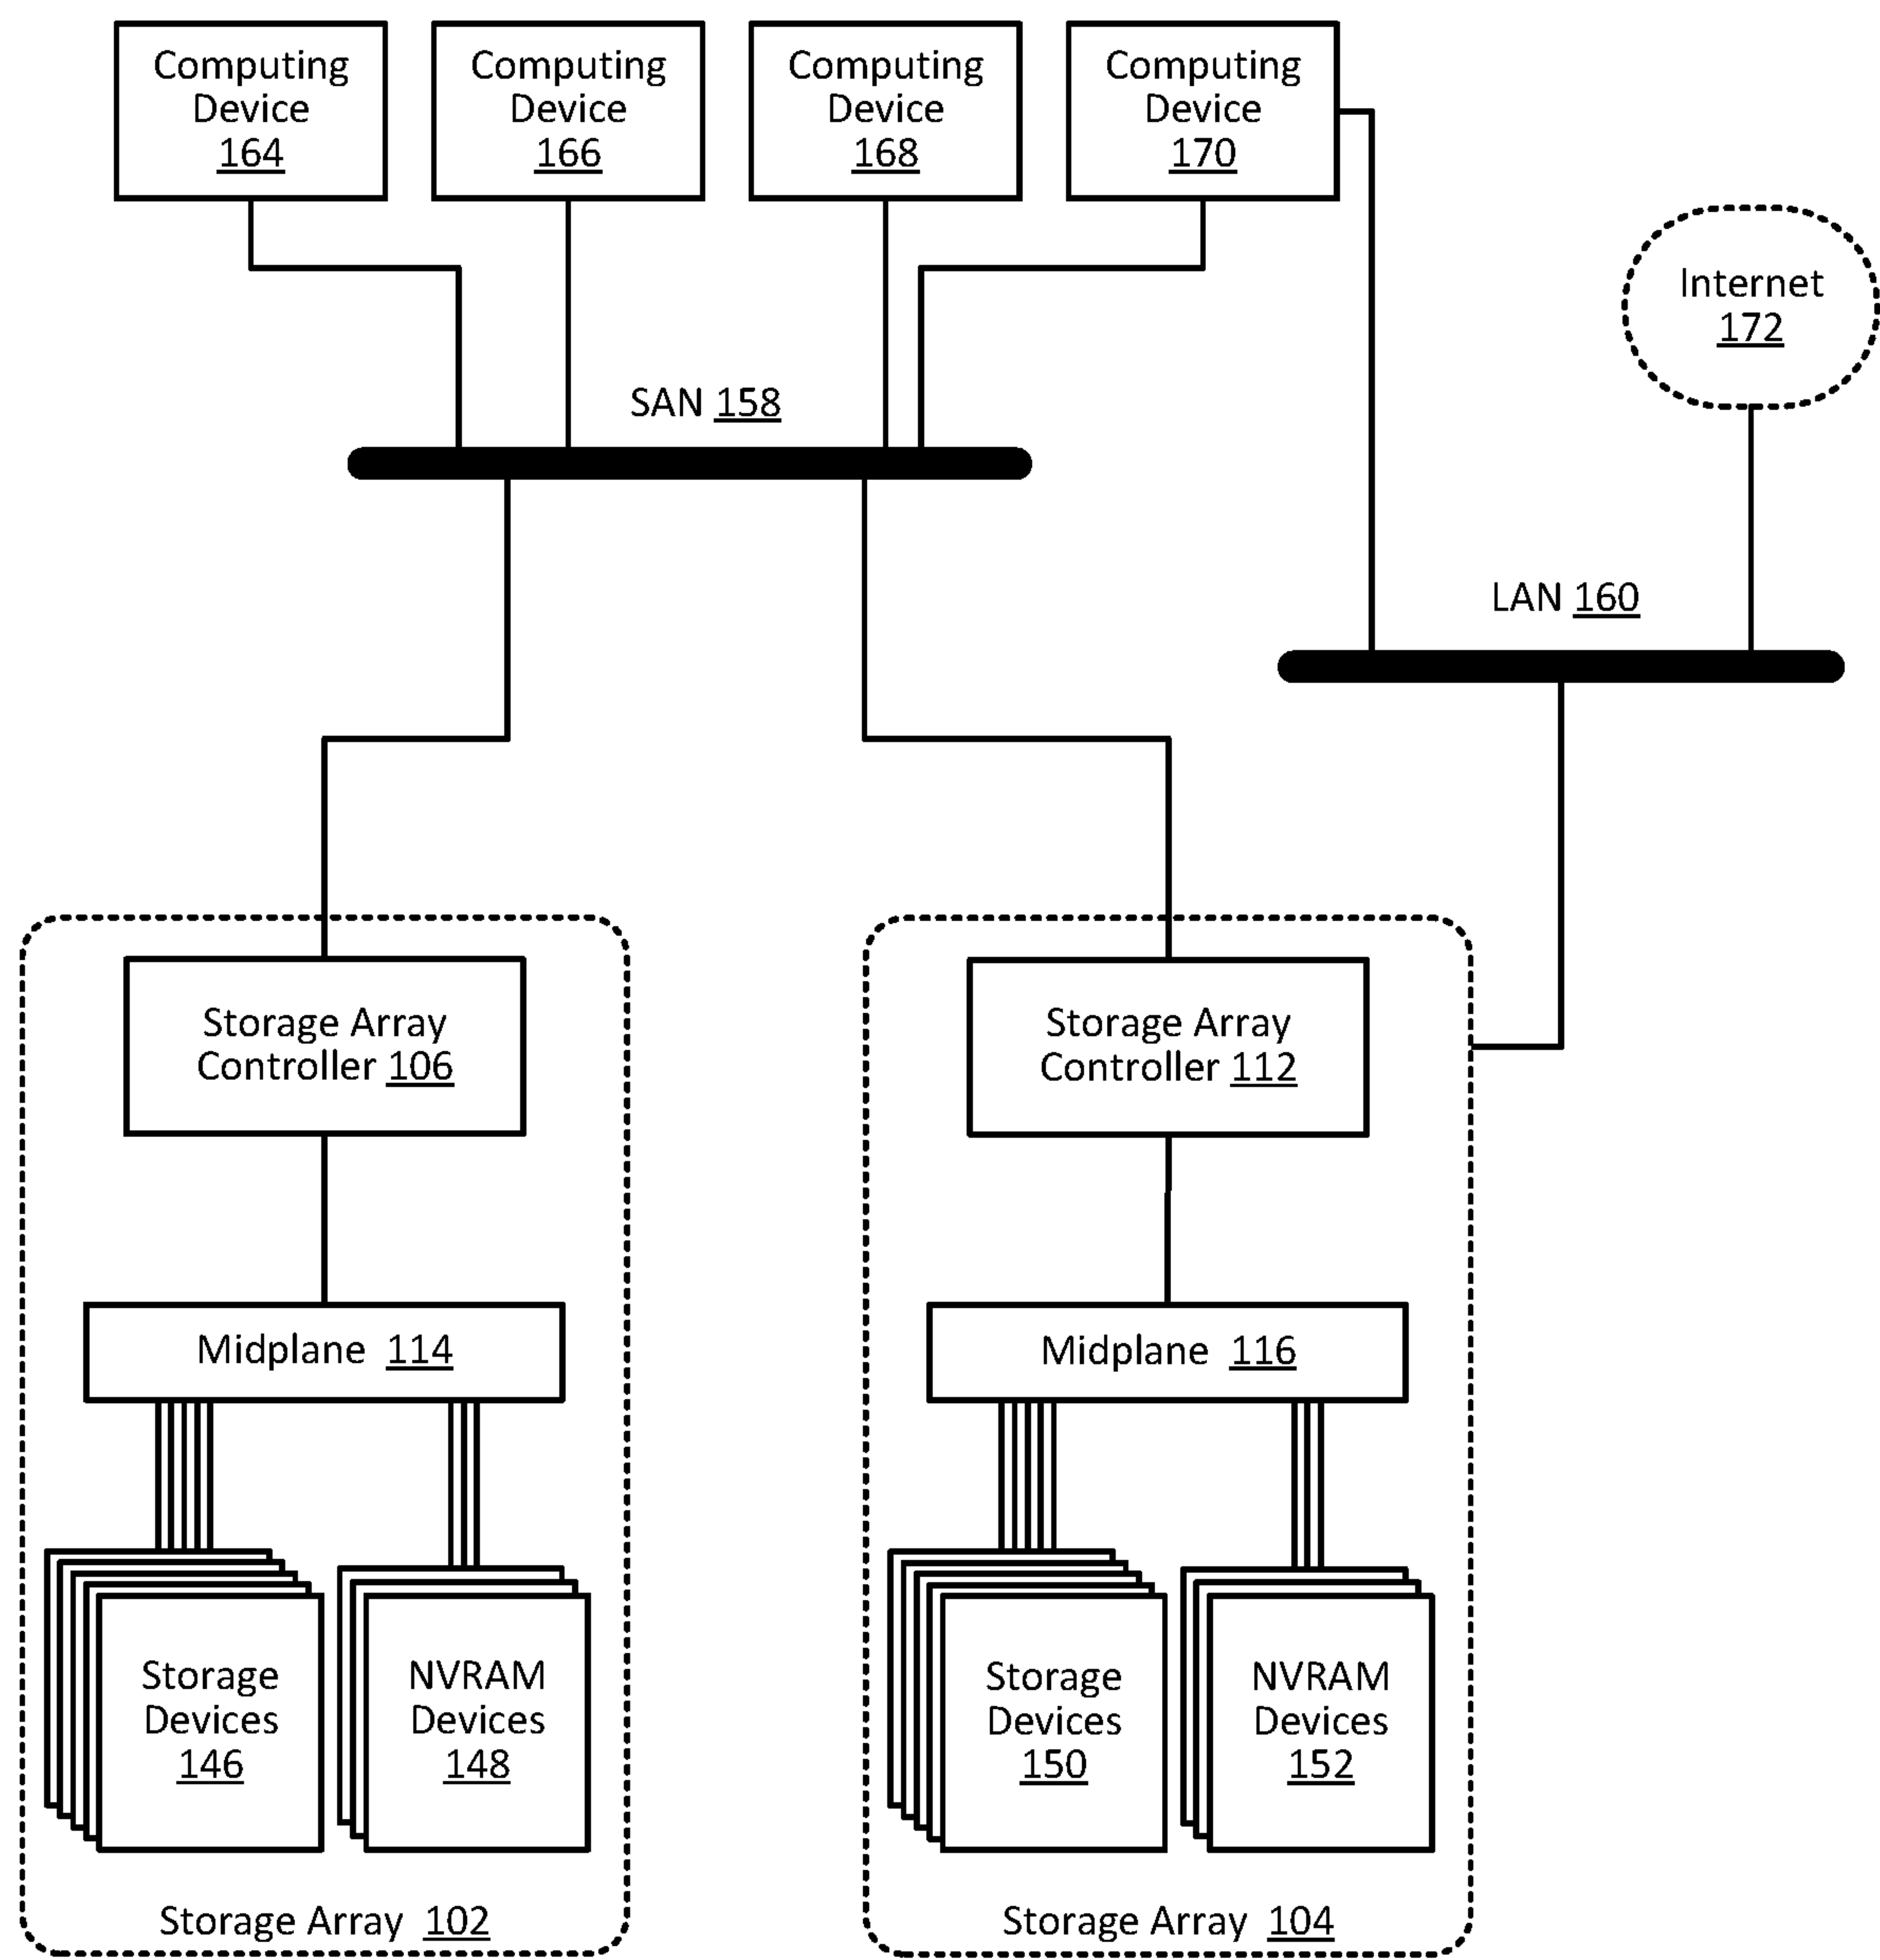 Computing
Device
164
Computing
Device
166
Computing
Device
168
Computing
Device
170
Internet
172
SAN 158
LAN 160
Storage Array
Controller 106
Storage Array
Controller 112
Midplane 114
Midplane 116
Storage
Devices
146
NVRAM
Devices
148
Storage
Devices
150
NVRAM
Devices
152
Storage Array 102
Storage Array 104